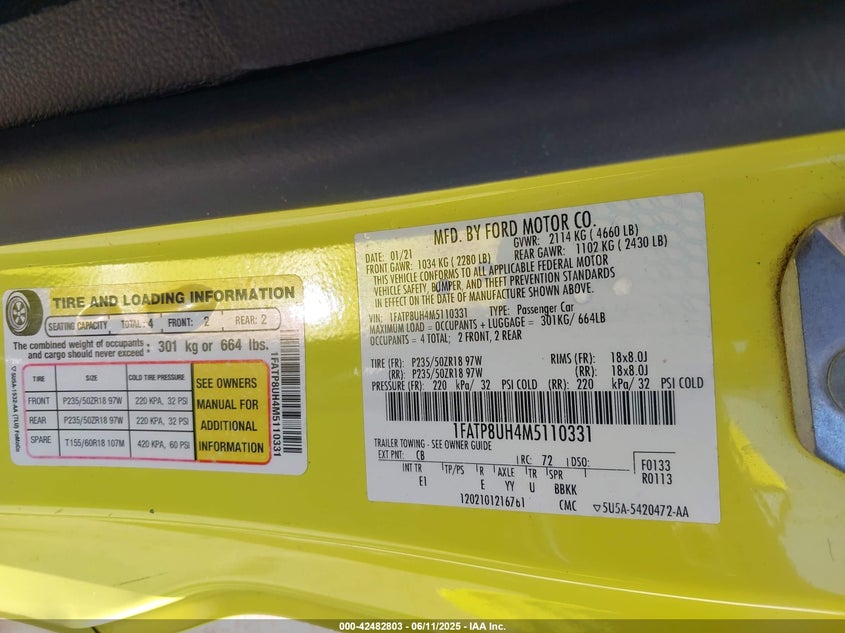 TIRE AND LOADING INFORMATION
SEATING CAPACITY TOTAL: 4 FRONT: 2 REAR: 2
The combined weight of occupants and cargo should never exceed : 301 kg or 664 lbs.
TIRE SIZE COLD TIRE PRESSURE
FRONT P235/50ZR18 97W 220 KPA, 32 PSI
REAR P235/50ZR18 97W 220 KPA, 32 PSI
SPARE T155/60R18 107M 420 KPA, 60 PSI
SEE OWNERS
MANUAL FOR
ADDITIONAL
INFORMATION
1FATP8UH4M5110331
5U5A-1532-AA (TLU) FoMoCo
MFD. BY FORD MOTOR CO.
DATE: 01/21 GVWR: 2114 KG ( 4660 LB)
FRONT GAWR: 1034 KG ( 2280 LB) REAR GAWR: 1102 KG ( 2430 LB)
THIS VEHICLE CONFORMS TO ALL APPLICABLE FEDERAL MOTOR
VEHICLE SAFETY, BUMPER, AND THEFT PREVENTION STANDARDS
IN EFFECT ON THE DATE OF MANUFACTURE SHOWN ABOVE.
VIN: 1FATP8UH4M5110331 TYPE: Passenger Car
MAXIMUM LOAD = OCCUPANTS + LUGGAGE = 301KG/ 664LB
OCCUPANTS = 4 TOTAL: 2 FRONT, 2 REAR
TIRE (FR): P235/50ZR18 97W RIMS (FR): 18x8.0J
(RR): P235/50ZR18 97W (RR): 18x8.0J
PRESSURE (FR): 220 kPa/ 32 PSI COLD (RR): 220 kPa/ 32 PSI COLD
1FATP8UH4M5110331
TRAILER TOWING - SEE OWNER GUIDE
EXT PNT: CB RC: 72 DSO: F0133
R0113
INT TR TP/PS R AXLE TR SPR
EI E YY U BBKK
12021012167b1 CMC 5U5A-5420472-AA
000-42482803 - 06/11/2025 - IAA Inc.